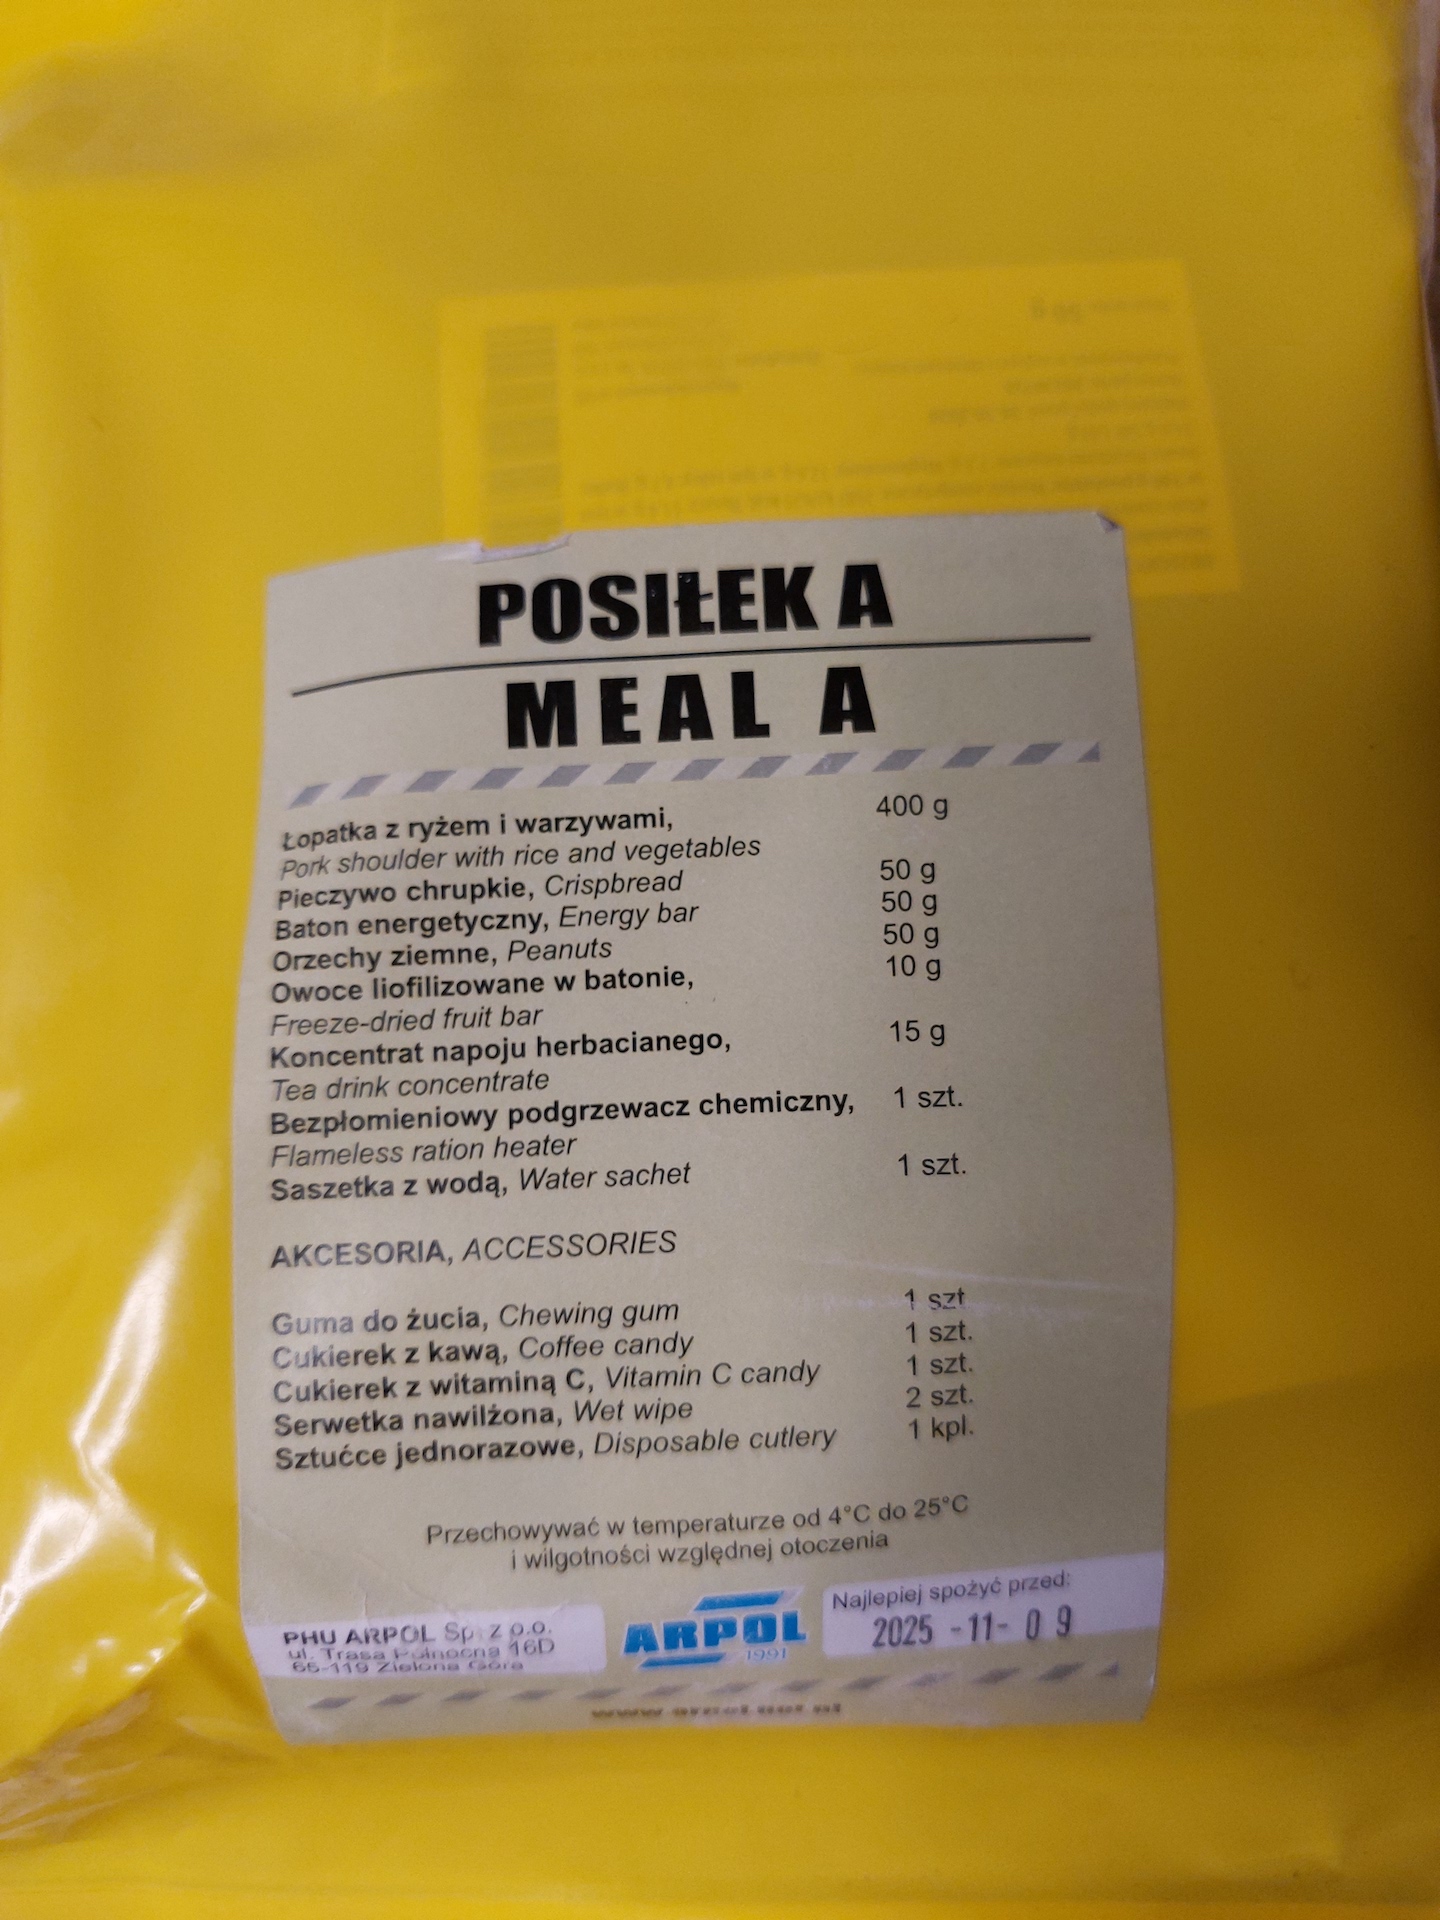 POSIŁEK A
MEAL A
Łopatka z ryżem i warzywami, 400 g
Pork shoulder with rice and vegetables
Pieczywo chrupkie, Crispbread 50 g
Baton energetyczny, Energy bar 50 g
Orzechy ziemne, Peanuts 50 g
Owoce liofilizowane w batonie, 10 g
Freeze-dried fruit bar
Koncentrat napoju herbacianego, 15 g
Tea drink concentrate
Bezpłomieniowy podgrzewacz chemiczny, 1 szt.
Flameless ration heater
Saszetka z wodą, Water sachet 1 szt.
AKCESORIA, ACCESSORIES
Guma do żucia, Chewing gum 1 szt
Cukierek z kawą, Coffee candy 1 szt.
Cukierek z witaminą C, Vitamin C candy 1 szt.
Serwetka nawilżona, Wet wipe 2 szt.
Sztućce jednorazowe, Disposable cutlery 1 kpl.
Przechowywać w temperaturze od 4°C do 25°C
i wilgotności względnej otoczenia
PHU ARPOL Sp. z o.o.
ul. Trasa Północna 16D
65-119 Zielona Góra
ARPOL
1991
Najlepiej spożyć przed:
2025 -11- 09